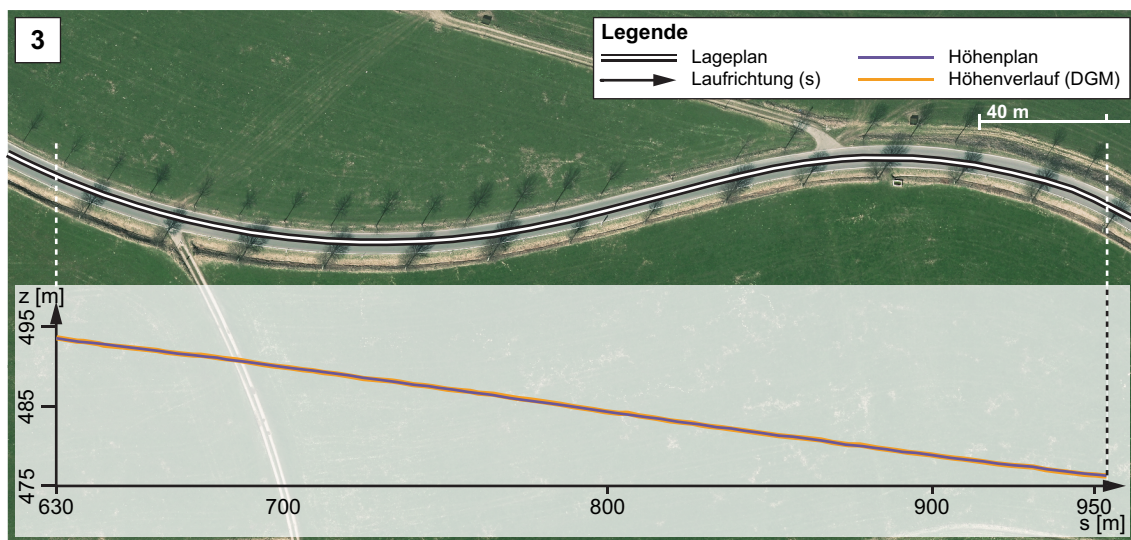 3
Legende
Lageplan
Höhenplan
Laufrichtung (s)
Höhenverlauf (DGM)
40 m
z [m]
495
485
475
630
700
800
900
950
s [m]